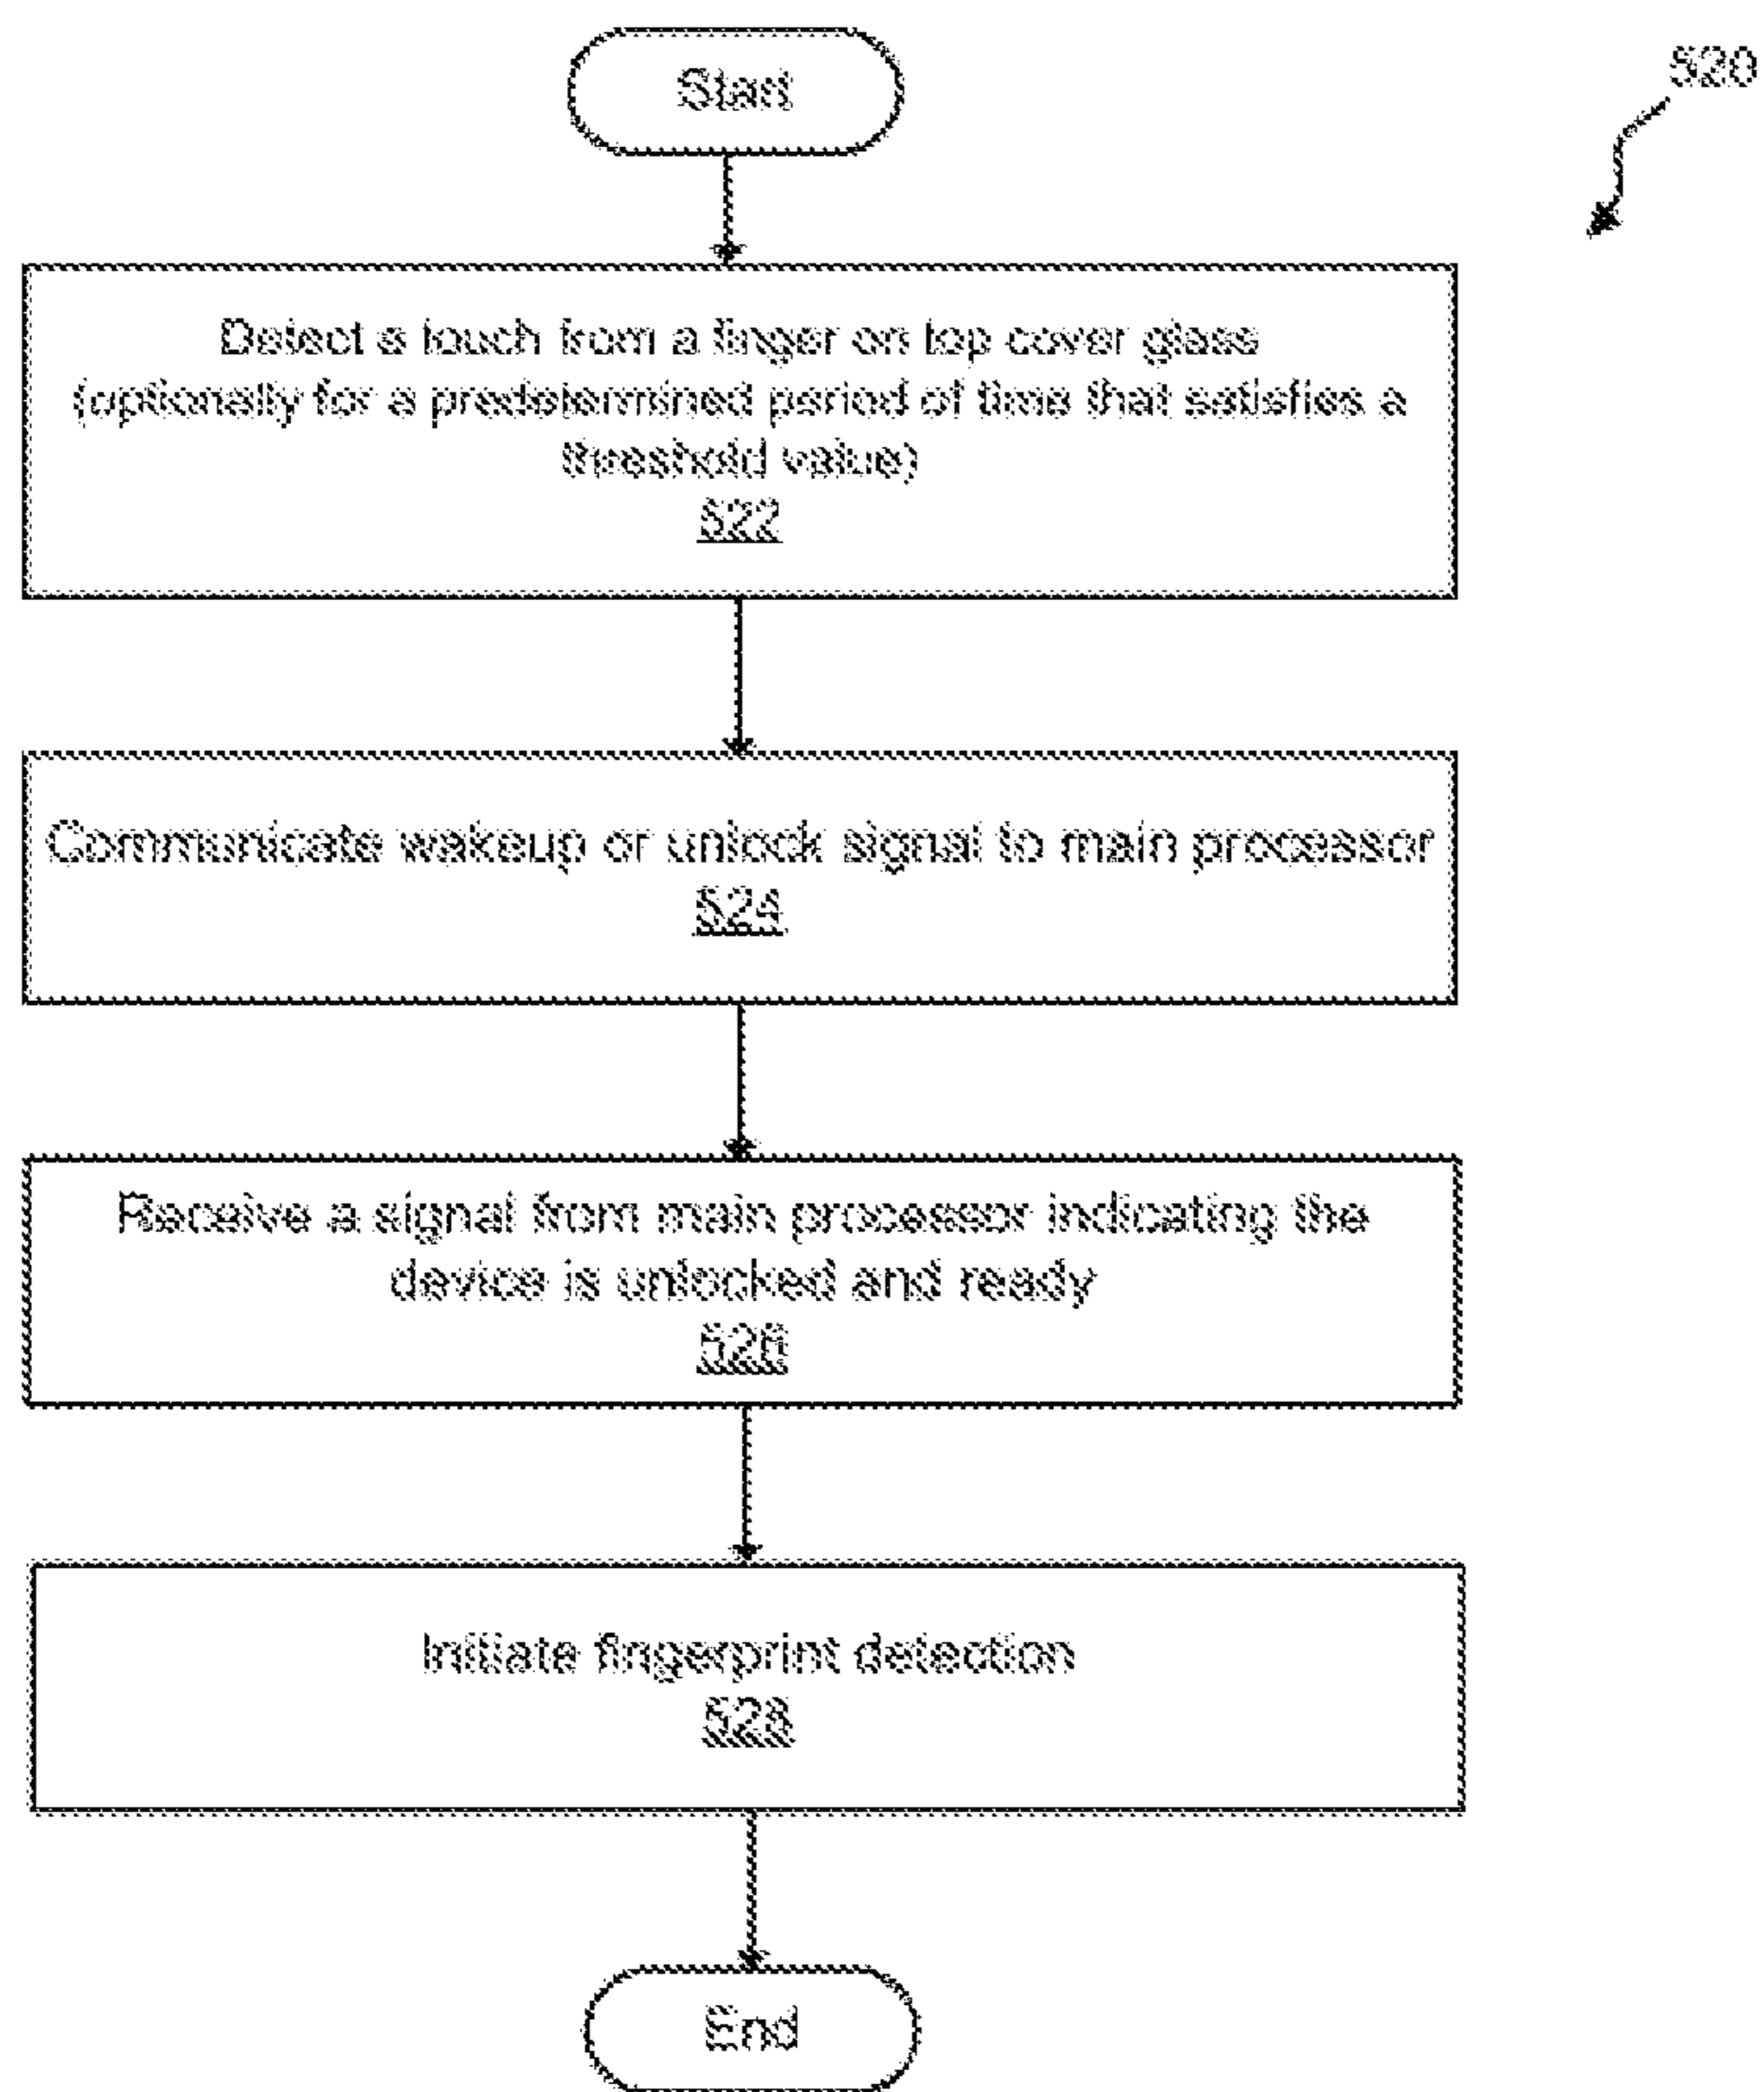 Start
520
Detect a touch from a finger on top cover glass
(optionally for a predetermined period of time that satisfies a
threshold value)
522
Communicate wakeup or unlock signal to main processor
524
Receive a signal from main processor indicating the
device is unlocked and ready
526
Initiate fingerprint detection
528
End